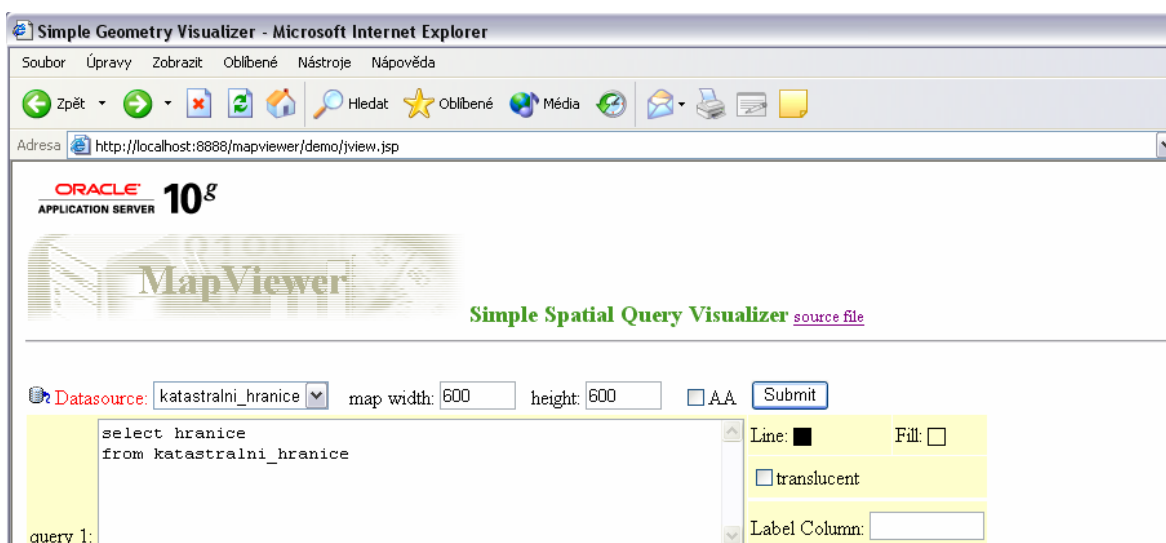 Simple Geometry Visualizer - Microsoft Internet Explorer
Soubor Úpravy Zobrazit Oblíbené Nástroje Nápověda
Zpět Hledat Oblíbené Média
Adresa http://localhost:8888/mapviewer/demo/jview.jsp
ORACLE 10g
APPLICATION SERVER
MapViewer
Simple Spatial Query Visualizer source file
Datasource: katastralni_hranice map width: 600 height: 600 AA Submit
select hranice Line: Fill:
from katastralni_hranice
translucent
query 1: Label Column: